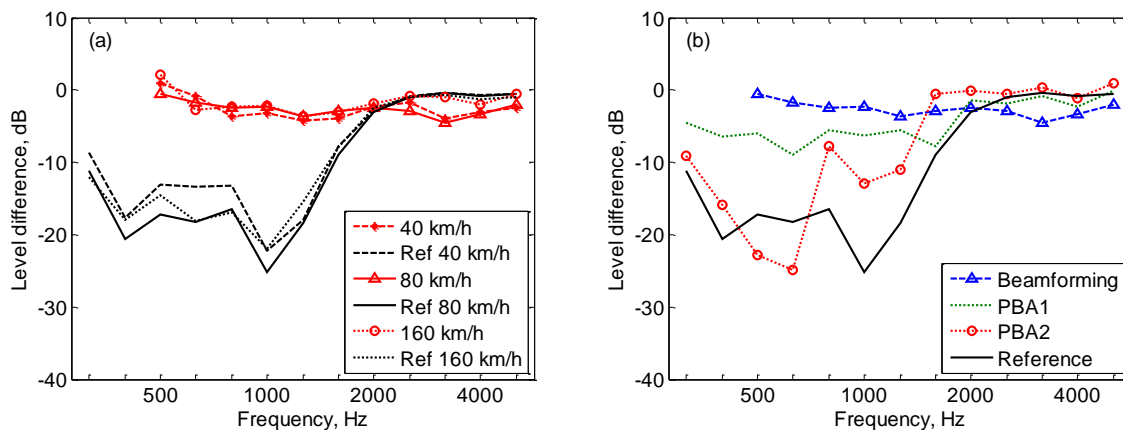 (a)
10
0
-10
-20
-30
-40
Level difference, dB
500
1000
2000
4000
Frequency, Hz
40 km/h
Ref 40 km/h
80 km/h
Ref 80 km/h
160 km/h
Ref 160 km/h
(b)
10
0
-10
-20
-30
-40
Level difference, dB
500
1000
2000
4000
Frequency, Hz
Beamforming
PBA1
PBA2
Reference